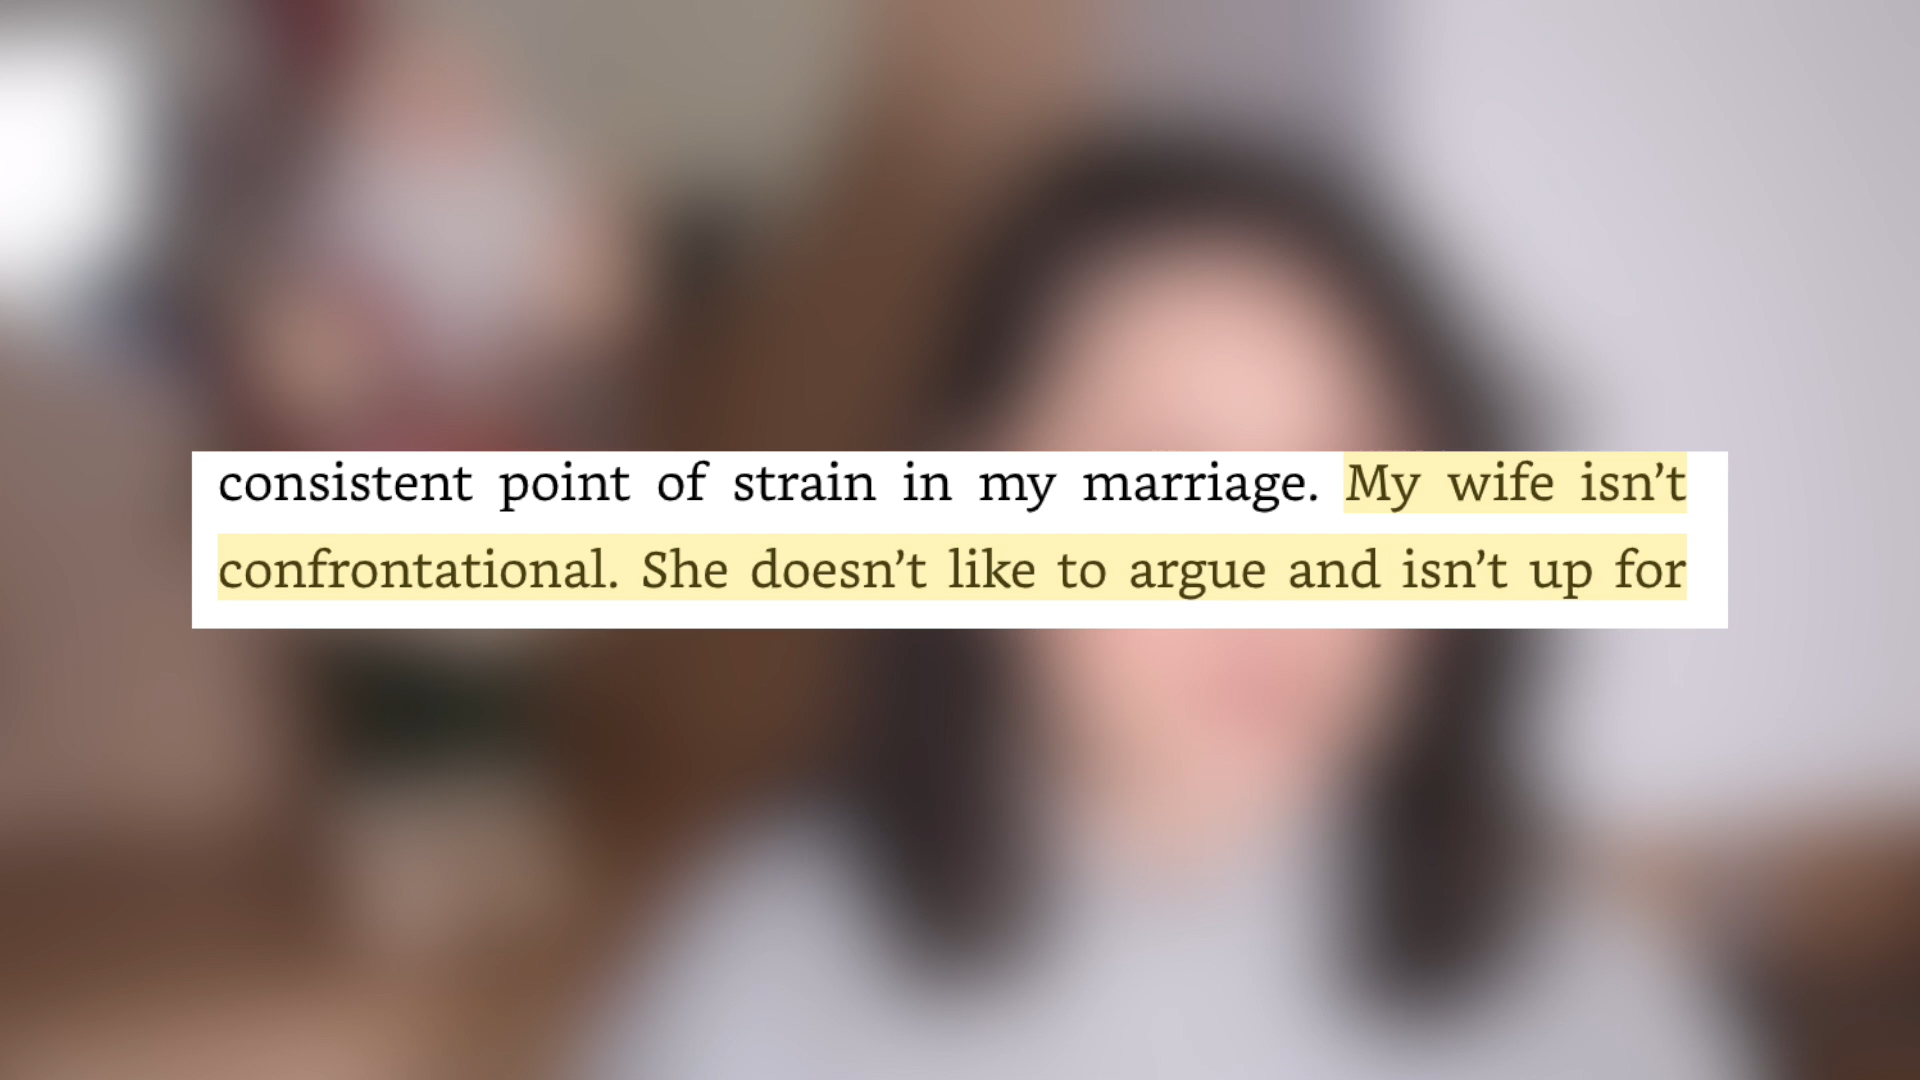 consistent point of strain in my marriage. My wife isn’t
confrontational. She doesn’t like to argue and isn’t up for